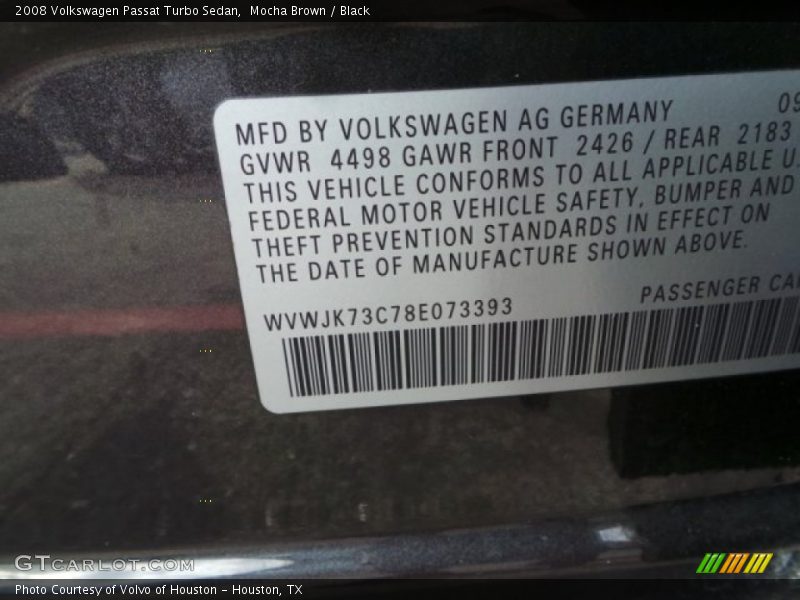 2008 Volkswagen Passat Turbo Sedan,  Mocha Brown / Black
09
MFD BY VOLKSWAGEN AG GERMANY
GVWR 4498 GAWR FRONT 2426 / REAR 2183
THIS VEHICLE CONFORMS TO ALL APPLICABLE U.
FEDERAL MOTOR VEHICLE SAFETY, BUMPER AND
THEFT PREVENTION STANDARDS IN EFFECT ON
THE DATE OF MANUFACTURE SHOWN ABOVE.
WVWJK73C78E073393 PASSENGER CAR
GTCARLOT.COM
Photo Courtesy of Volvo of Houston - Houston, TX